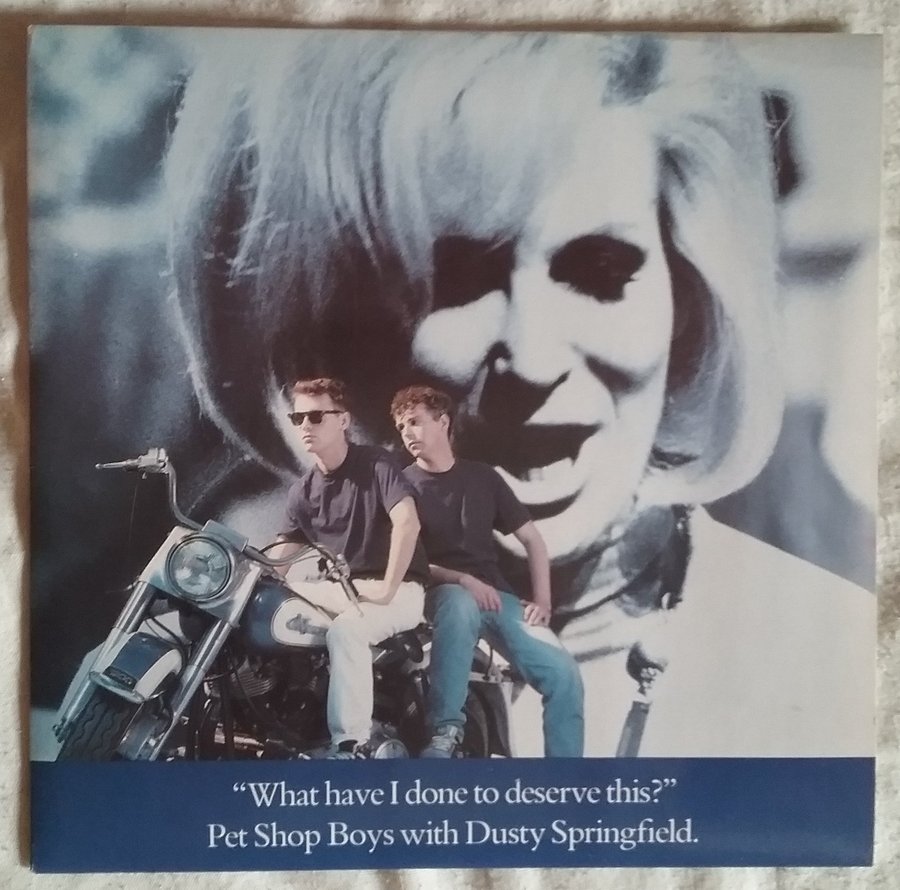 “What have I done to deserve this?”
Pet Shop Boys with Dusty Springfield.